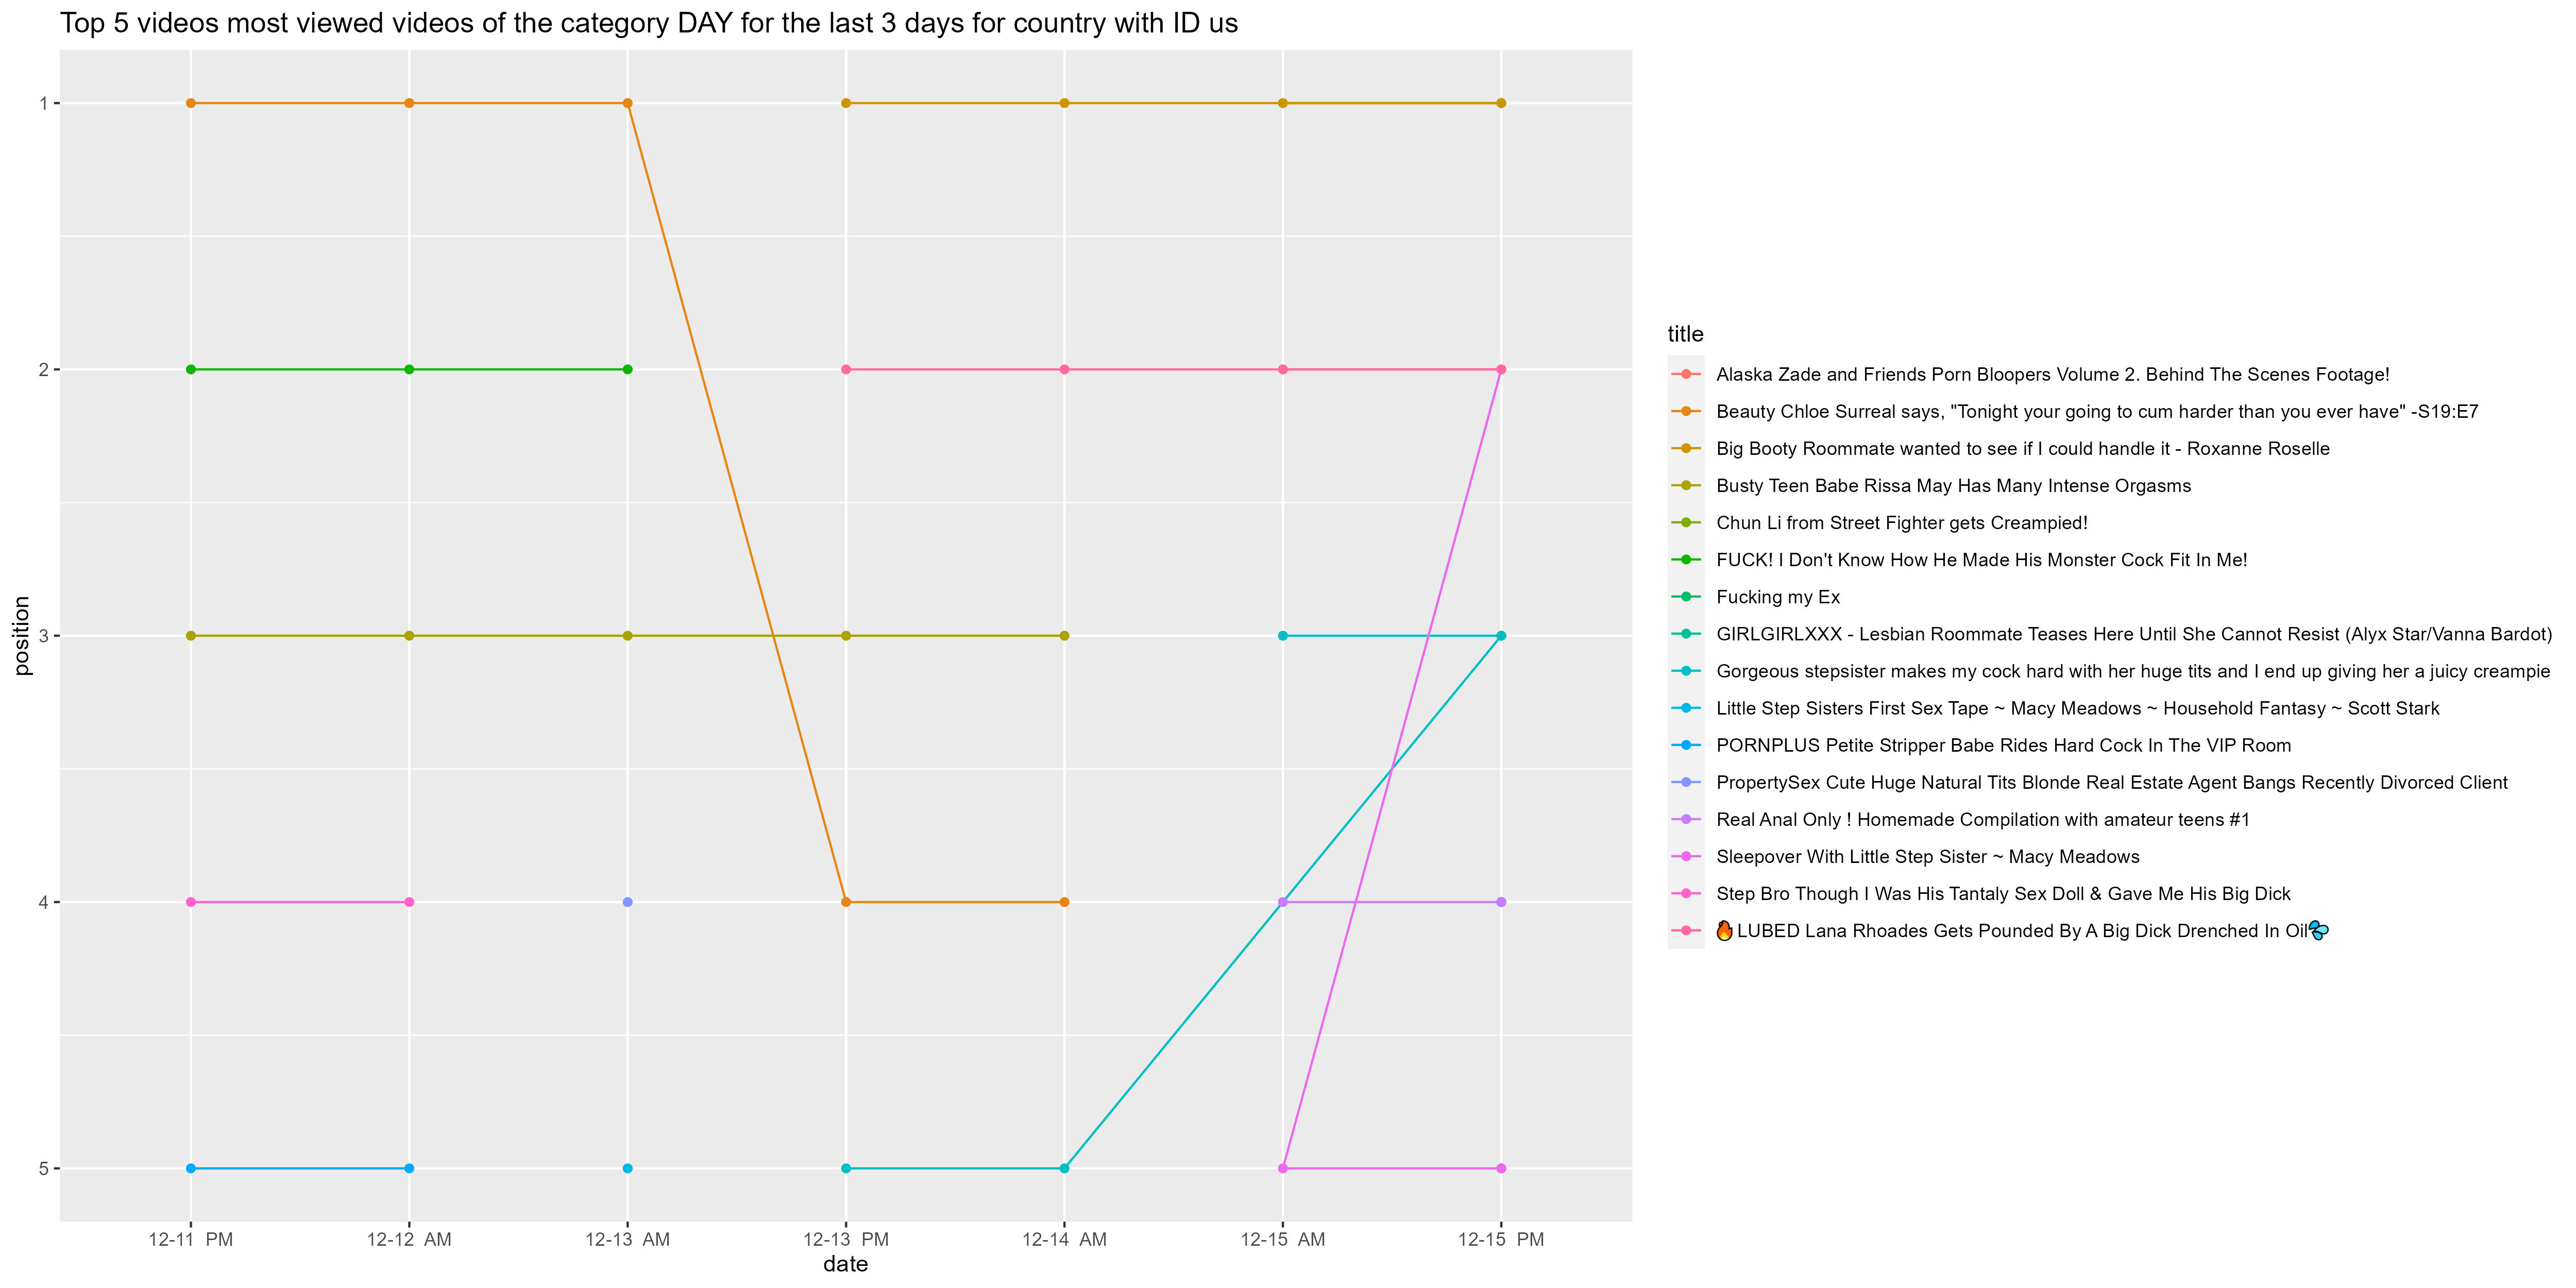 Top 5 videos most viewed videos of the category DAY for the last 3 days for country with ID us
1
2
3
4
5
position
12-11 PM
12-12 AM
12-13 AM
12-13 PM
12-14 AM
12-15 AM
12-15 PM
date
title
Alaska Zade and Friends Porn Bloopers Volume 2. Behind The Scenes Footage!
Beauty Chloe Surreal says, "Tonight your going to cum harder than you ever have" -S19:E7
Big Booty Roommate wanted to see if I could handle it - Roxanne Roselle
Busty Teen Babe Rissa May Has Many Intense Orgasms
Chun Li from Street Fighter gets Creampied!
FUCK! I Don't Know How He Made His Monster Cock Fit In Me!
Fucking my Ex
GIRLGIRLXXX - Lesbian Roommate Teases Here Until She Cannot Resist (Alyx Star/Vanna Bardot)
Gorgeous stepsister makes my cock hard with her huge tits and I end up giving her a juicy creampie
Little Step Sisters First Sex Tape ~ Macy Meadows ~ Household Fantasy ~ Scott Stark
PORNPLUS Petite Stripper Babe Rides Hard Cock In The VIP Room
PropertySex Cute Huge Natural Tits Blonde Real Estate Agent Bangs Recently Divorced Client
Real Anal Only ! Homemade Compilation with amateur teens #1
Sleepover With Little Step Sister ~ Macy Meadows
Step Bro Though I Was His Tantaly Sex Doll & Gave Me His Big Dick
🔥LUBED Lana Rhoades Gets Pounded By A Big Dick Drenched In Oil💦